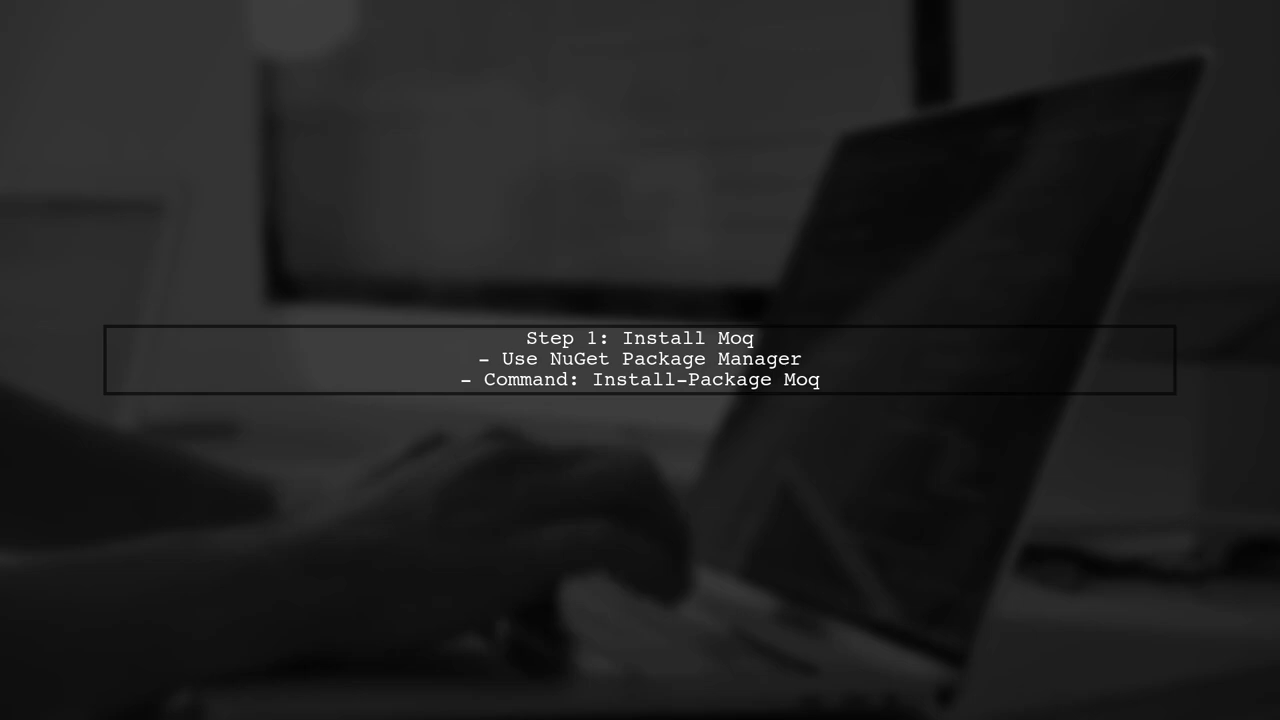 Step 1: Install Moq
- Use NuGet Package Manager
- Command: Install-Package Moq